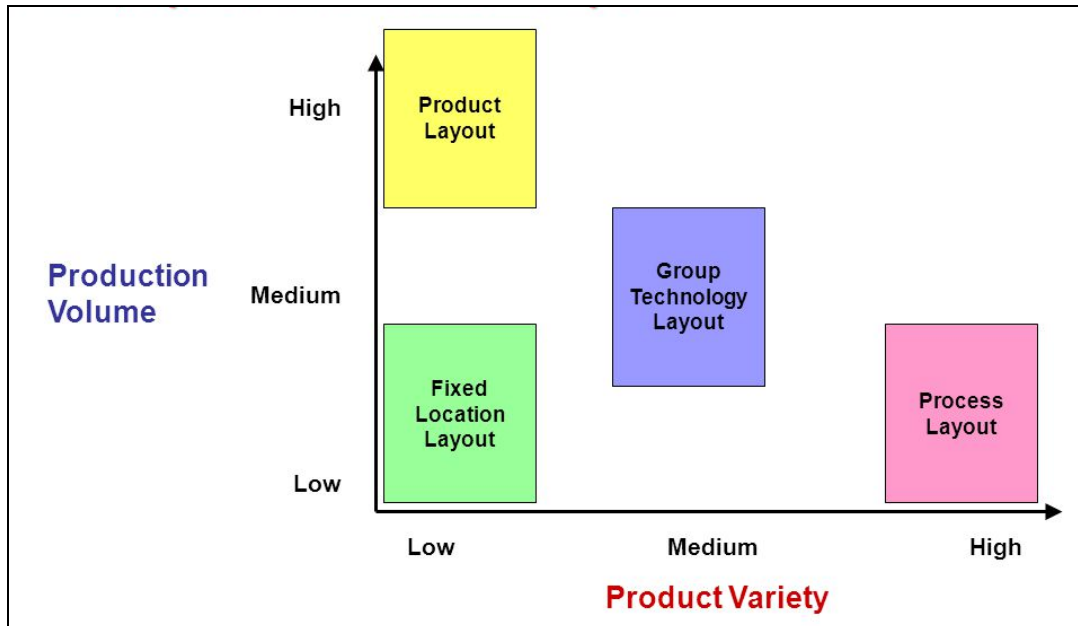 High
Product
Layout
Production
Volume
Medium
Group
Technology
Layout
Fixed
Location
Layout
Process
Layout
Low
Low
Medium
High
Product Variety